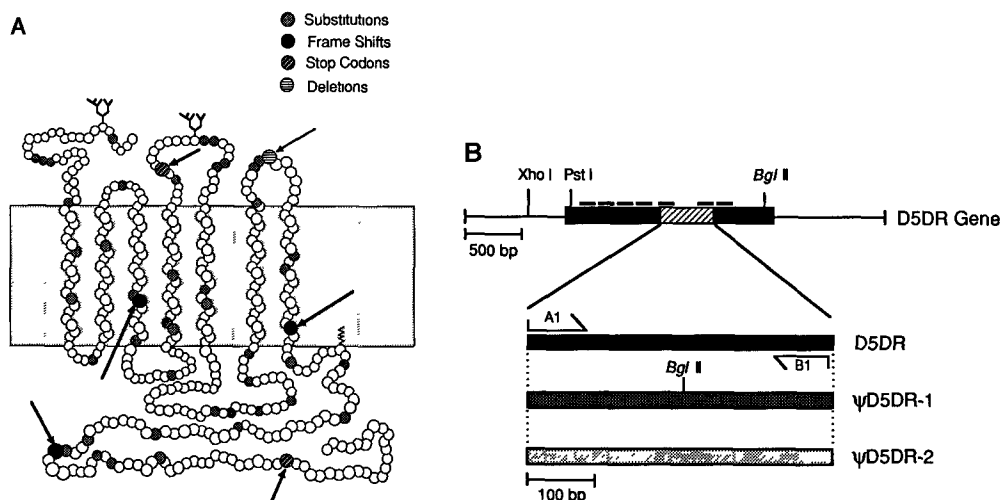 A
Substitutions
Frame Shifts
Stop Codons
Deletions
B
Xho I
Pst I
Bgl II
D5DR Gene
500 bp
A1
D5DR
B1
Bgl II
ψD5DR-1
ψD5DR-2
100 bp